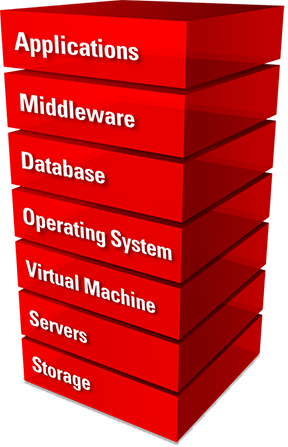 Applications
Middleware
Database
Operating System
Virtual Machine
Servers
Storage